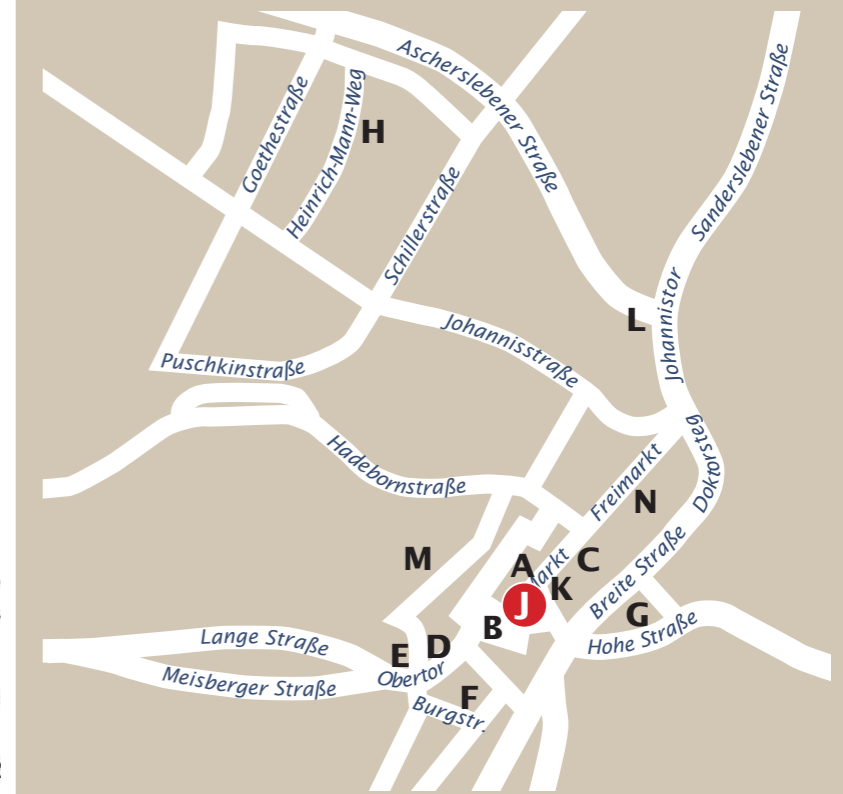 Ascherslebener Straße
Sanderslebener Straße
Goethestraße
Heinrich-Mann-Weg
H
Schillerstraße
Johannistor
L
Johannisstraße
Puschkinstraße
Hadebornstraße
Freimarkt
Doktorsteg
N
M
A
Markt
C
K
J
Breite Straße
B
G
Hohe Straße
Lange Straße
E
D
Obertor
Meisberger Straße
F
Burgstr.